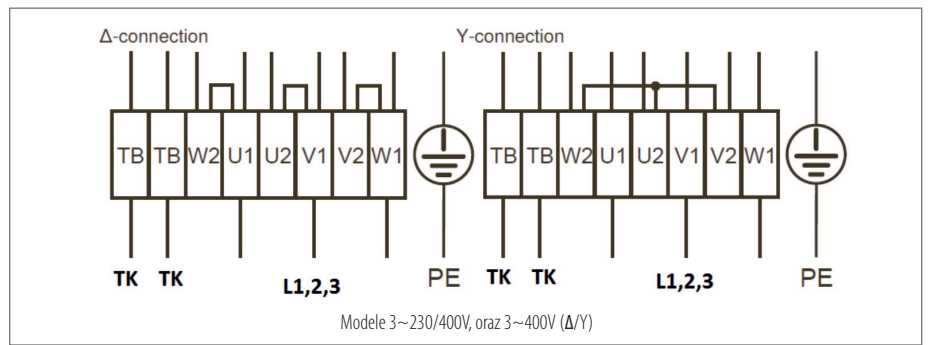 Δ-connection Y-connection
TB TB W2 U1 U2 V1 V2 W1 TB TB W2 U1 U2 V1 V2 W1
TK TK L1,2,3 PE TK TK L1,2,3 PE
Modele 3~230/400V, oraz 3~400V (Δ/Y)